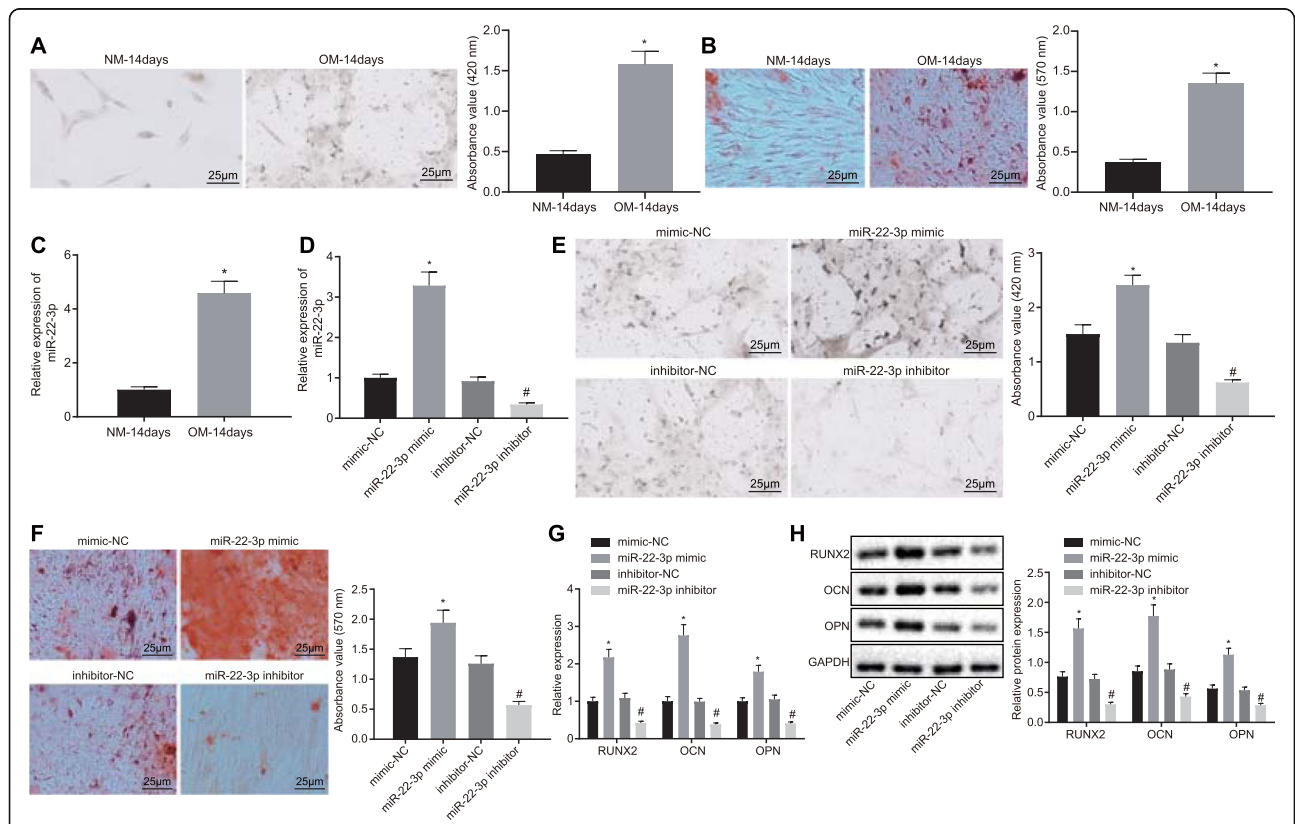 A
NM-14days
OM-14days
25µm
25µm
Absorbance value (420 nm)
2.0
1.5
1.0
0.5
0.0
*
NM-14days
OM-14days
B
NM-14days
OM-14days
25µm
25µm
Absorbance value (570 nm)
2.0
1.5
1.0
0.5
0.0
*
NM-14days
OM-14days
C
Relative expression of
miR-22-3p
6
4
2
0
*
NM-14days
OM-14days
D
Relative expression of
miR-22-3p
4
3
2
1
0
*
#
mimic-NC
miR-22-3p mimic
inhibitor-NC
miR-22-3p inhibitor
E
mimic-NC
miR-22-3p mimic
25µm
25µm
inhibitor-NC
miR-22-3p inhibitor
25µm
25µm
Absorbance value (420 nm)
3
2
1
0
*
#
mimic-NC
miR-22-3p mimic
inhibitor-NC
miR-22-3p inhibitor
F
mimic-NC
miR-22-3p mimic
25µm
25µm
inhibitor-NC
miR-22-3p inhibitor
25µm
25µm
Absorbance value (570 nm)
2.5
2.0
1.5
1.0
0.5
0.0
*
#
mimic-NC
miR-22-3p mimic
inhibitor-NC
miR-22-3p inhibitor
G
mimic-NC
miR-22-3p mimic
inhibitor-NC
miR-22-3p inhibitor
Relative expression
4
3
2
1
0
*
#
*
#
*
#
RUNX2
OCN
OPN
H
RUNX2
OCN
OPN
GAPDH
mimic-NC
miR-22-3p mimic
inhibitor-NC
miR-22-3p inhibitor
mimic-NC
miR-22-3p mimic
inhibitor-NC
miR-22-3p inhibitor
Relative protein expression
2.0
1.5
1.0
0.5
0.0
*
#
*
#
*
#
RUNX2
OCN
OPN